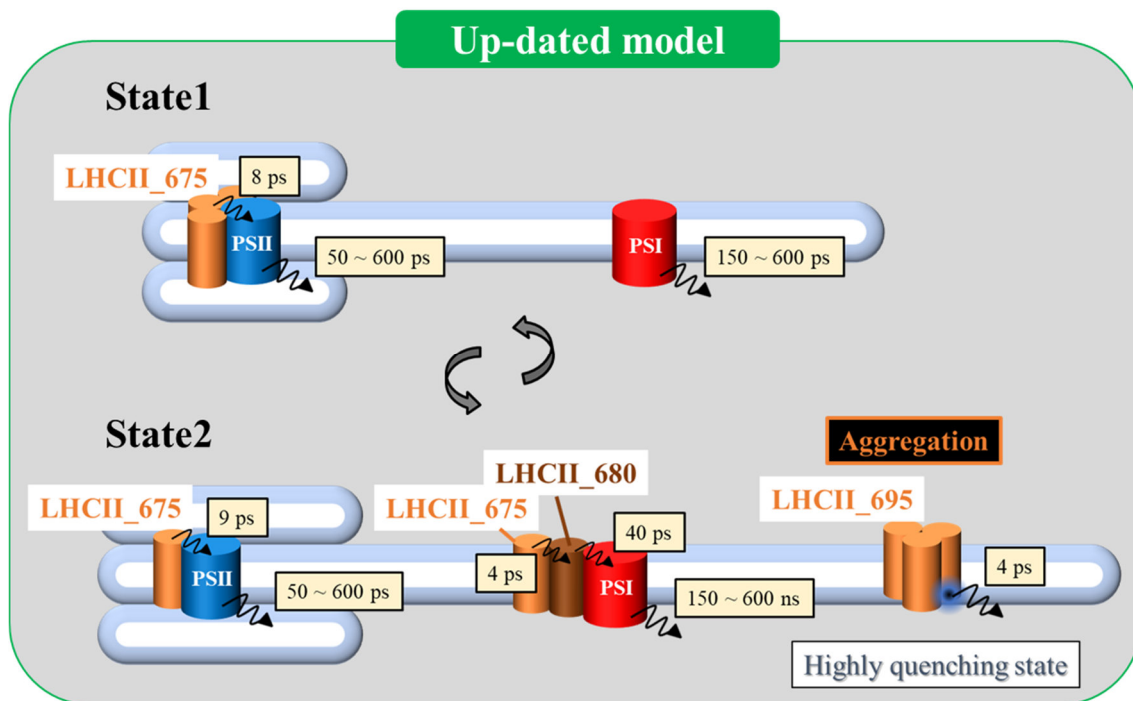 Up-dated model
State1
LHCII_675
8 ps
PSII
50 ~ 600 ps
PSI
150 ~ 600 ps
State2
Aggregation
LHCII_680
LHCII_675
9 ps
LHCII_675
LHCII_695
40 ps
4 ps
4 ps
PSII
50 ~ 600 ps
PSI
150 ~ 600 ns
Highly quenching state